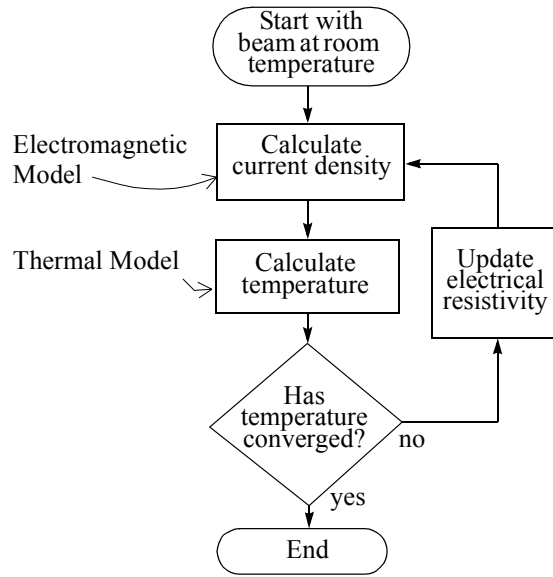 Start with
beam at room
temperature
Electromagnetic
Model
Calculate
current density
Thermal Model
Calculate
temperature
Update
electrical
resistivity
Has
temperature
converged?
no
yes
End